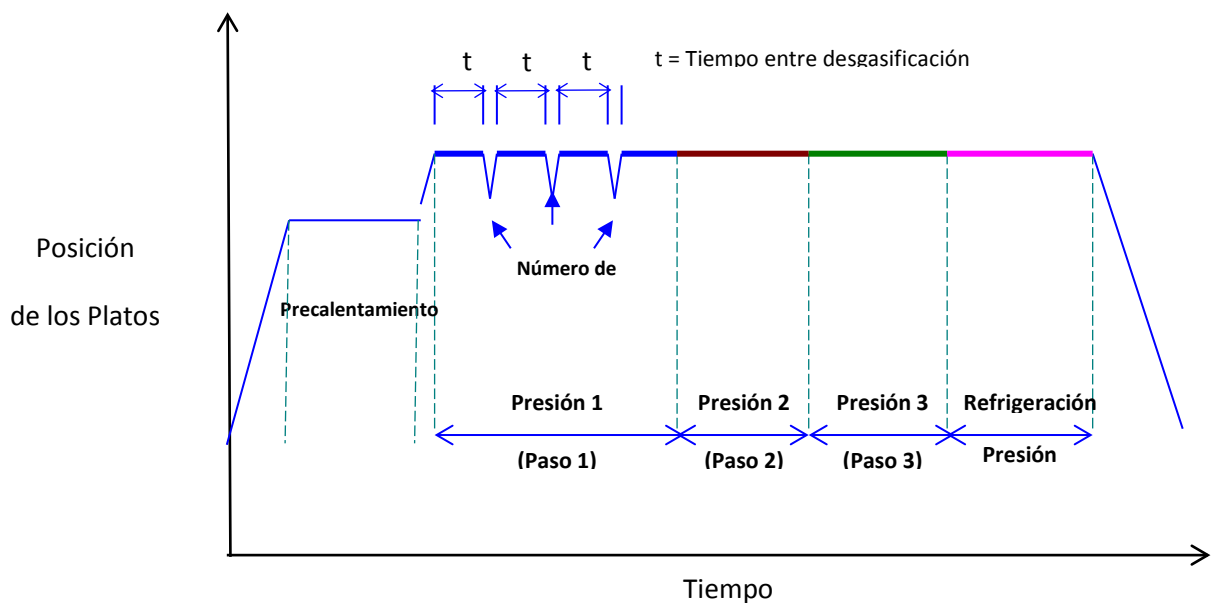 t t t t = Tiempo entre desgasificación
Posición
de los Platos
Número de
Precalentamiento
Presión 1 Presión 2 Presión 3 Refrigeración
(Paso 1) (Paso 2) (Paso 3) Presión
Tiempo